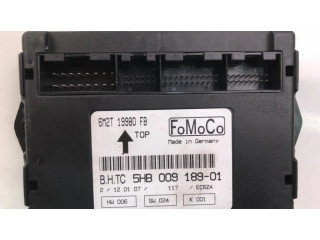 6M2T 19980 FB
TOP
FoMoCo
Made in Germany
B.H.TC 5HB 009 189-01
2 / 12.01.07 / 117 / EE8ZA
HW 006 SW 024 K 001